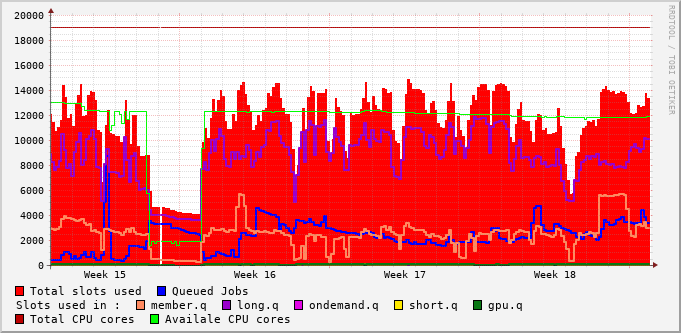 20000
18000
16000
14000
12000
10000
8000
6000
4000
2000
0
Week 15 Week 16 Week 17 Week 18
RRDTOOL / TOBI OETIKER
Total slots used Queued Jobs
Slots used in : member.q long.q ondemand.q short.q gpu.q
Total CPU cores Availale CPU cores